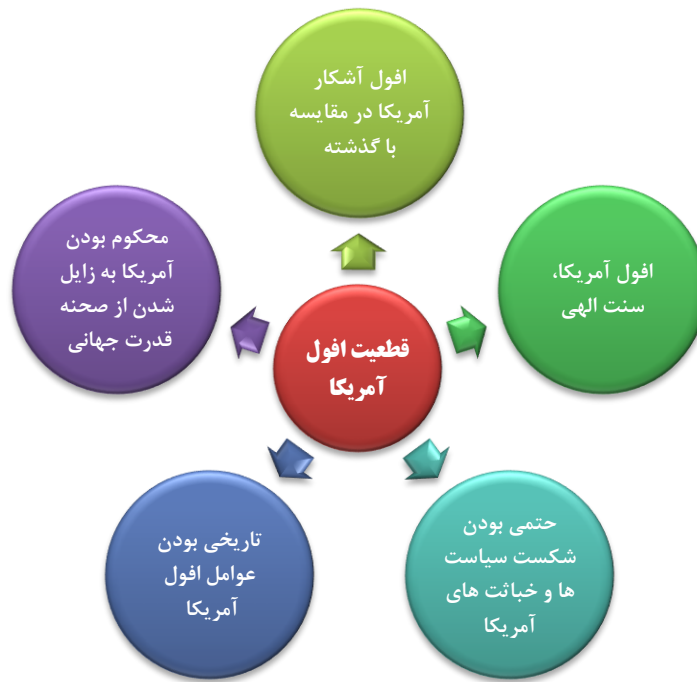 افول آشکار
آمریکا در مقایسه
با گذشته
افول آمریکا،
سنت الهی
حتمی بودن
شکست سیاست
ها و خباثت های
آمریکا
تاریخی بودن
عوامل افول
آمریکا
محکوم بودن
آمریکا به زایل
شدن از صحنه
قدرت جهانی
قطعیت افول
آمریکا